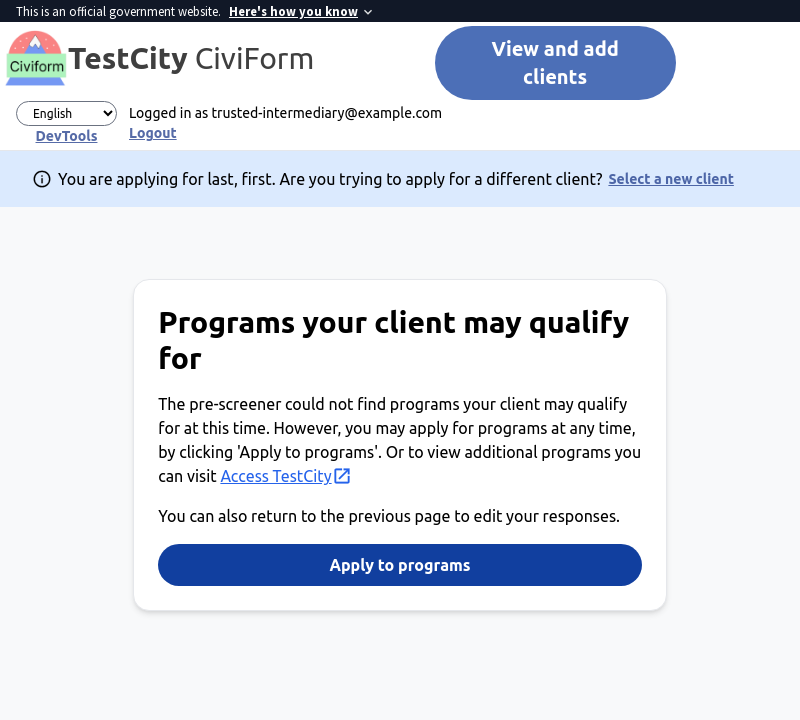 This is an official government website. Here's how you know
Civiform
TestCity CiviForm
View and add
clients
English
Logged in as trusted-intermediary@example.com
DevTools
Logout
You are applying for last, first. Are you trying to apply for a different client? Select a new client
Programs your client may qualify
for
The pre-screener could not find programs your client may qualify
for at this time. However, you may apply for programs at any time,
by clicking 'Apply to programs'. Or to view additional programs you
can visit Access TestCity
You can also return to the previous page to edit your responses.
Apply to programs